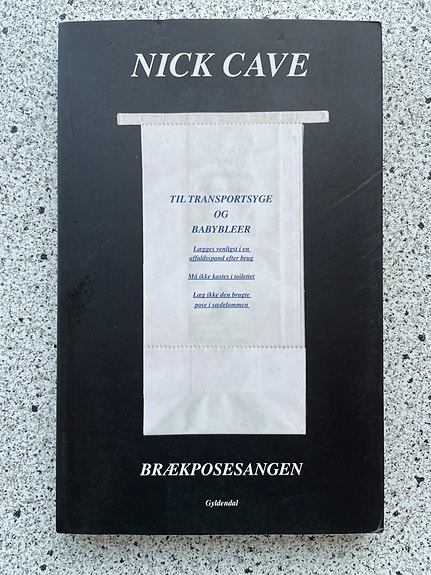 NICK CAVE
TIL TRANSPORTSYGE
OG
BABYBLEER
Lægges venligst i en
affaldsspand efter brug
Må ikke kastes i toilettet
Læg ikke den brugte
pose i sædelommen
BRÆKPOSESANGEN
Gyldendal